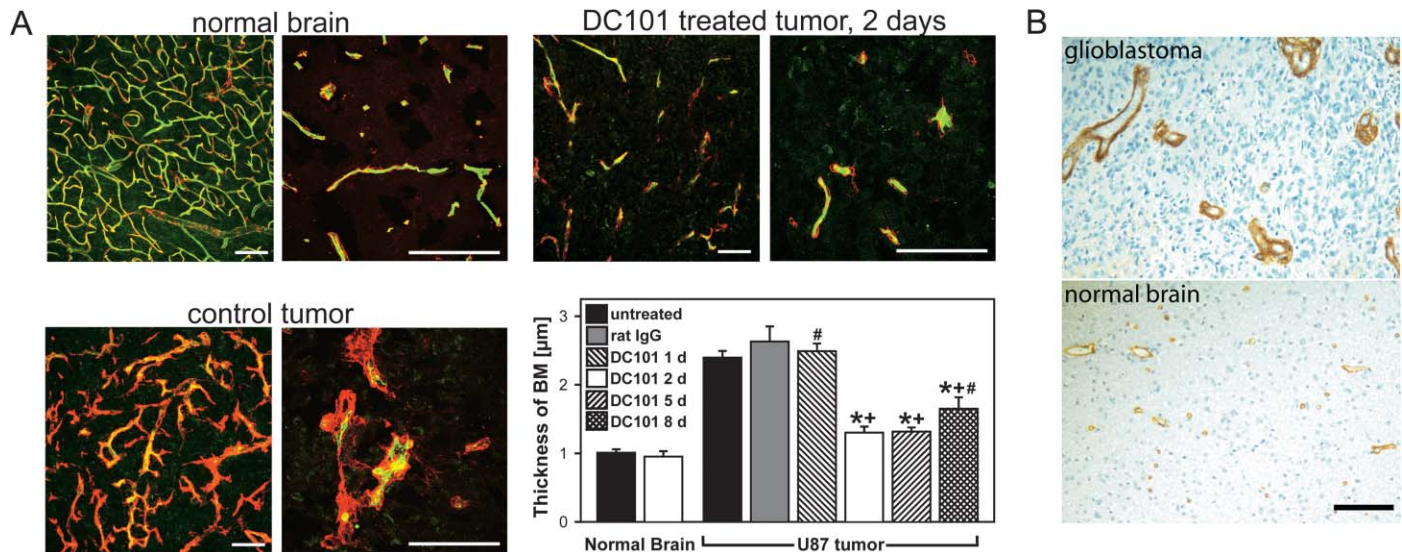 A
normal brain
DC101 treated tumor, 2 days
control tumor
Thickness of BM [µm]
3
2
1
0
untreated
rat IgG
DC101 1 d
DC101 2 d
DC101 5 d
DC101 8 d
#
*+
*+
*+#
Normal Brain
U87 tumor
B
glioblastoma
normal brain